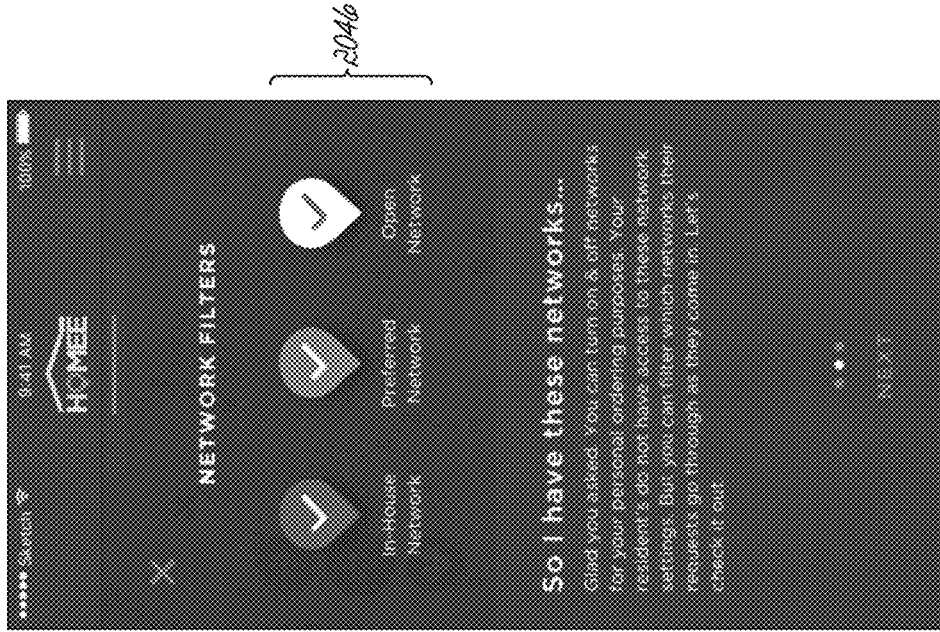 ●●●●● Sketch
9:41 AM
100%
HOMEE
NETWORK FILTERS
In-House
Network
Preferred
Network
Open
Network
2046
So I have these networks...
Glad you asked. You can turn on & off networks
for your personal ordering purposes. Your
resident's do not have access to these network
settings. But you can filter which networks their
requests go through as they come in. Let's
check it out.
NEXT